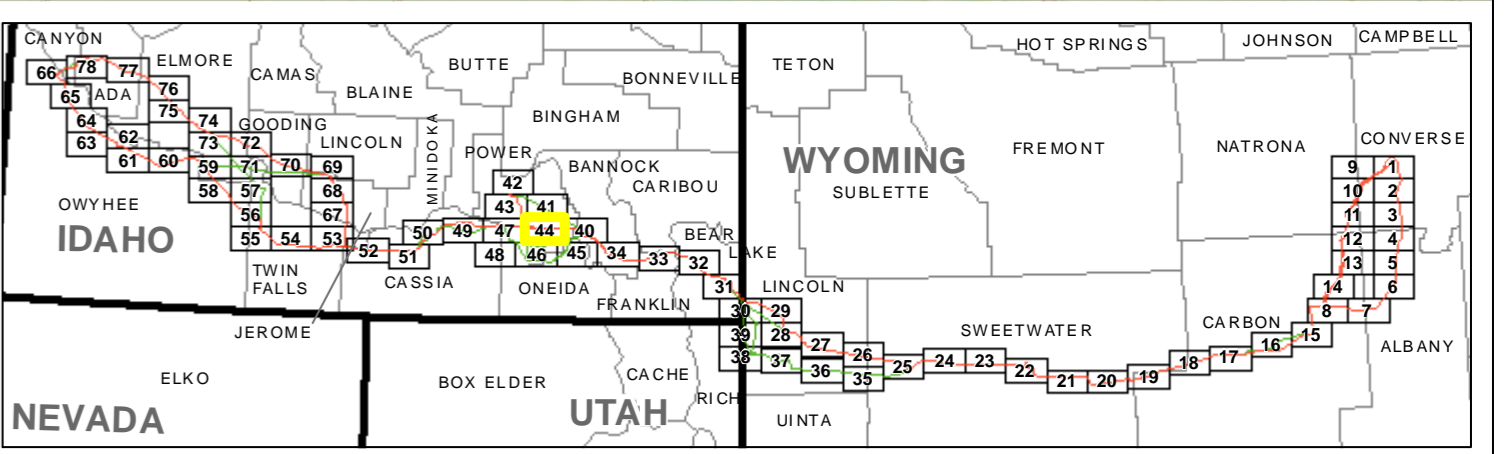 CANYON
ELMORE
CAMAS
BUTTE
BONNEVILLE
TETON
HOT SPRINGS
JOHNSON
CAMPBELL
66 78 77
76
65 ADA
BLAINE
75
64
74
BINGHAM
63 62
GOODING
MINIDOKA
LINCOLN
73 72
61 60 59 71 70 69
POWER
BANNOCK
WYOMING
FREMONT
NATRONA
CONVERSE
9 1
58 57 68
42
CARIBOU
SUBLETTE
10 2
OWYHEE
56 67
43 41
11 3
IDAHO
55 54 53
50 49 47 44 40
BEAR
LAKE
12 4
52 51
48 46 45 34 33 32
13 5
TWIN
FALLS
CASSIA
ONEIDA
31
LINCOLN
14 6
FRANKLIN
30 29
8 7
JEROME
39 28
SWEETWATER
CARBON
15
27
16
ALBANY
38 37
26
17
36
25 24 23
18
ELKO
BOX ELDER
CACHE
35
22 21 20 19
RICH
NEVADA
UTAH
UINTA